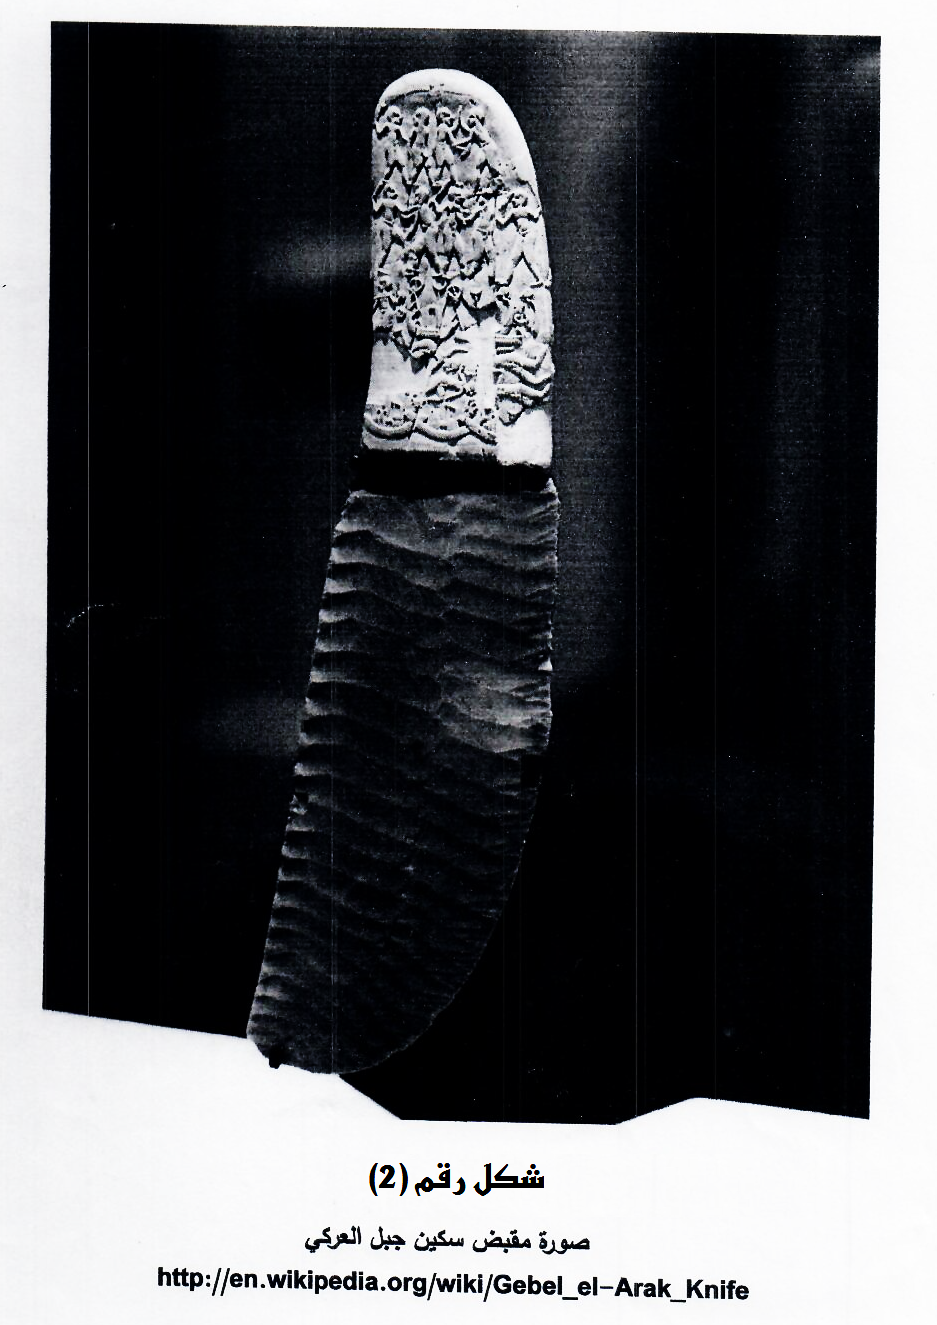 شكل رقم (2)
صورة مقبض سكين جبل العركي
http://en.wikipedia.org/wiki/Gebel_el-Arak_Knife